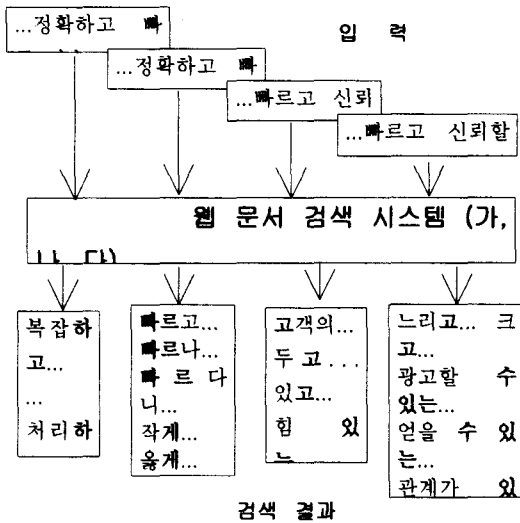 ...정확하고 빠
입 력
...정확하고 빠
...빠르고 신뢰
...빠르고 신뢰할
웹 문서 검색 시스템 (가,
나 다)
복잡하
고...
...
처리하
빠르고...
빠르나...
빠 르 다
니...
작게...
옳게...
고객의...
두고...
있고...
힘 있
느리고... 크
고...
광고할 수
있는...
얻을 수 있
는...
관계가 있
검색 결과